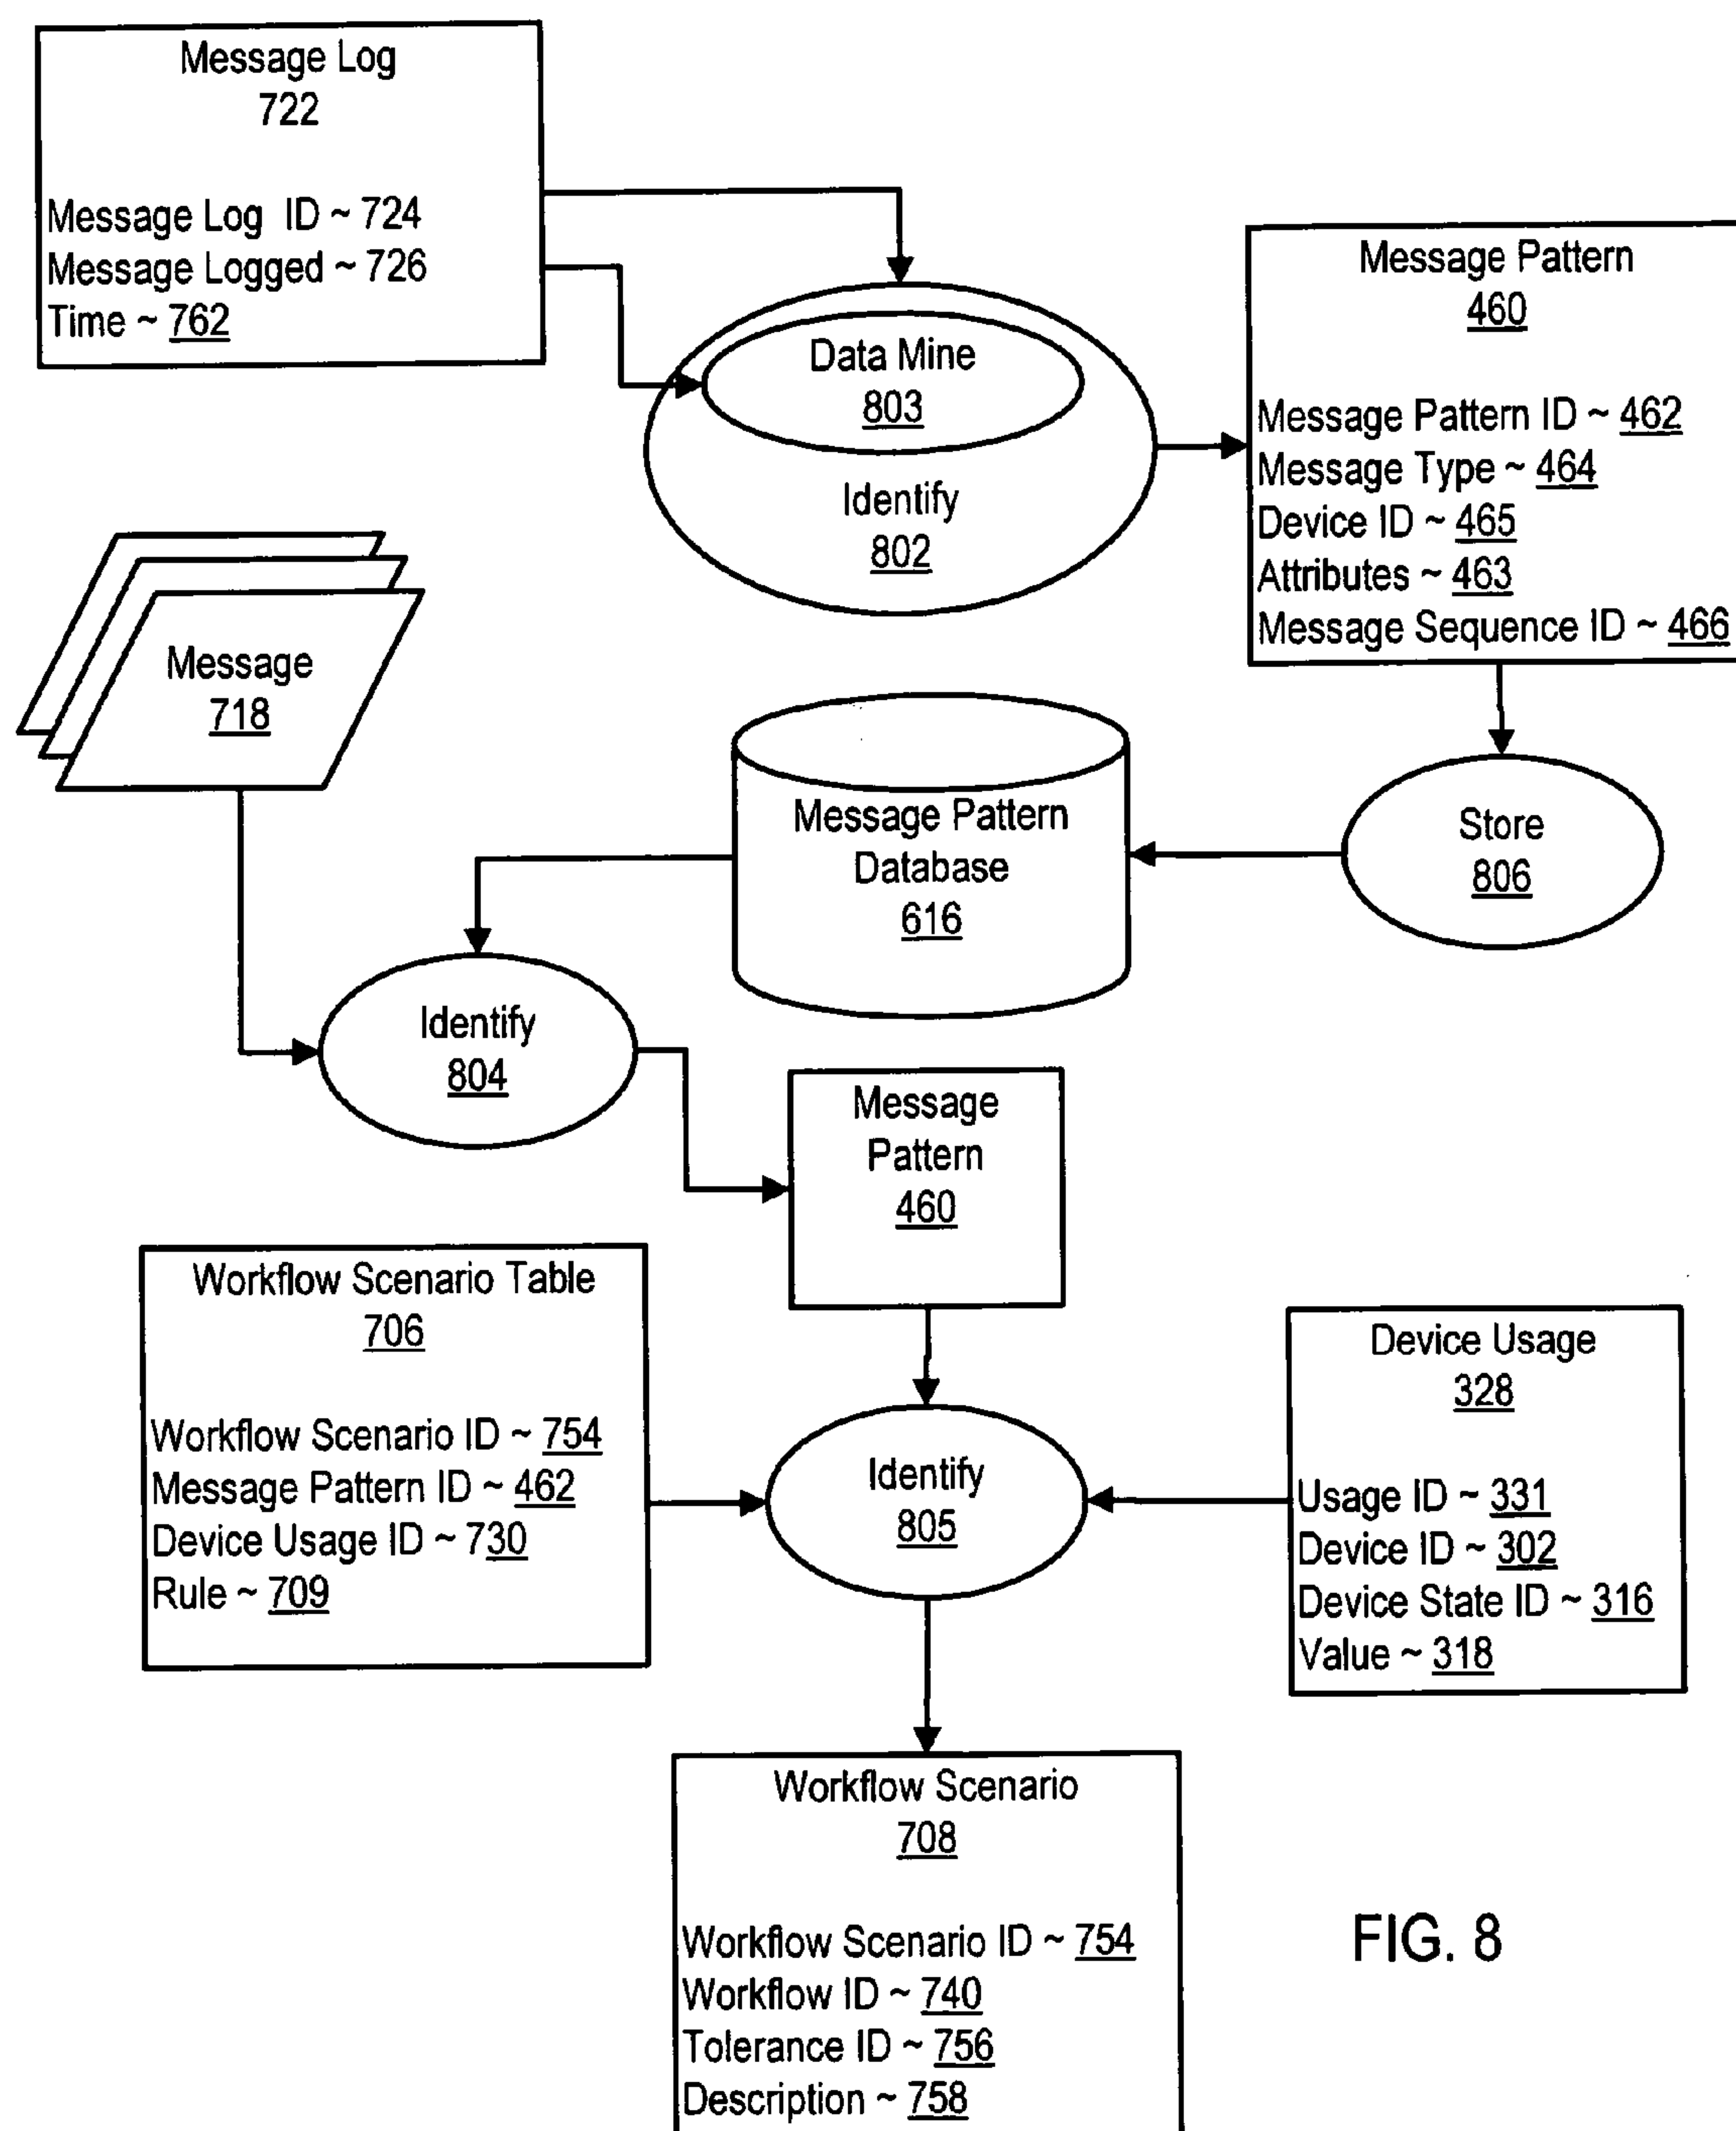 Message Log
722
Message Log ID ~ 724
Message Logged ~ 726
Time ~ 762
Data Mine
803
Identify
802
Message Pattern
460
Message Pattern ID ~ 462
Message Type ~ 464
Device ID ~ 465
Attributes ~ 463
Message Sequence ID ~ 466
Message
718
Message Pattern
Database
616
Store
806
Identify
804
Message
Pattern
460
Workflow Scenario Table
706
Workflow Scenario ID ~ 754
Message Pattern ID ~ 462
Device Usage ID ~ 730
Rule ~ 709
Identify
805
Device Usage
328
Usage ID ~ 331
Device ID ~ 302
Device State ID ~ 316
Value ~ 318
Workflow Scenario
708
Workflow Scenario ID ~ 754
Workflow ID ~ 740
Tolerance ID ~ 756
Description ~ 758
FIG. 8